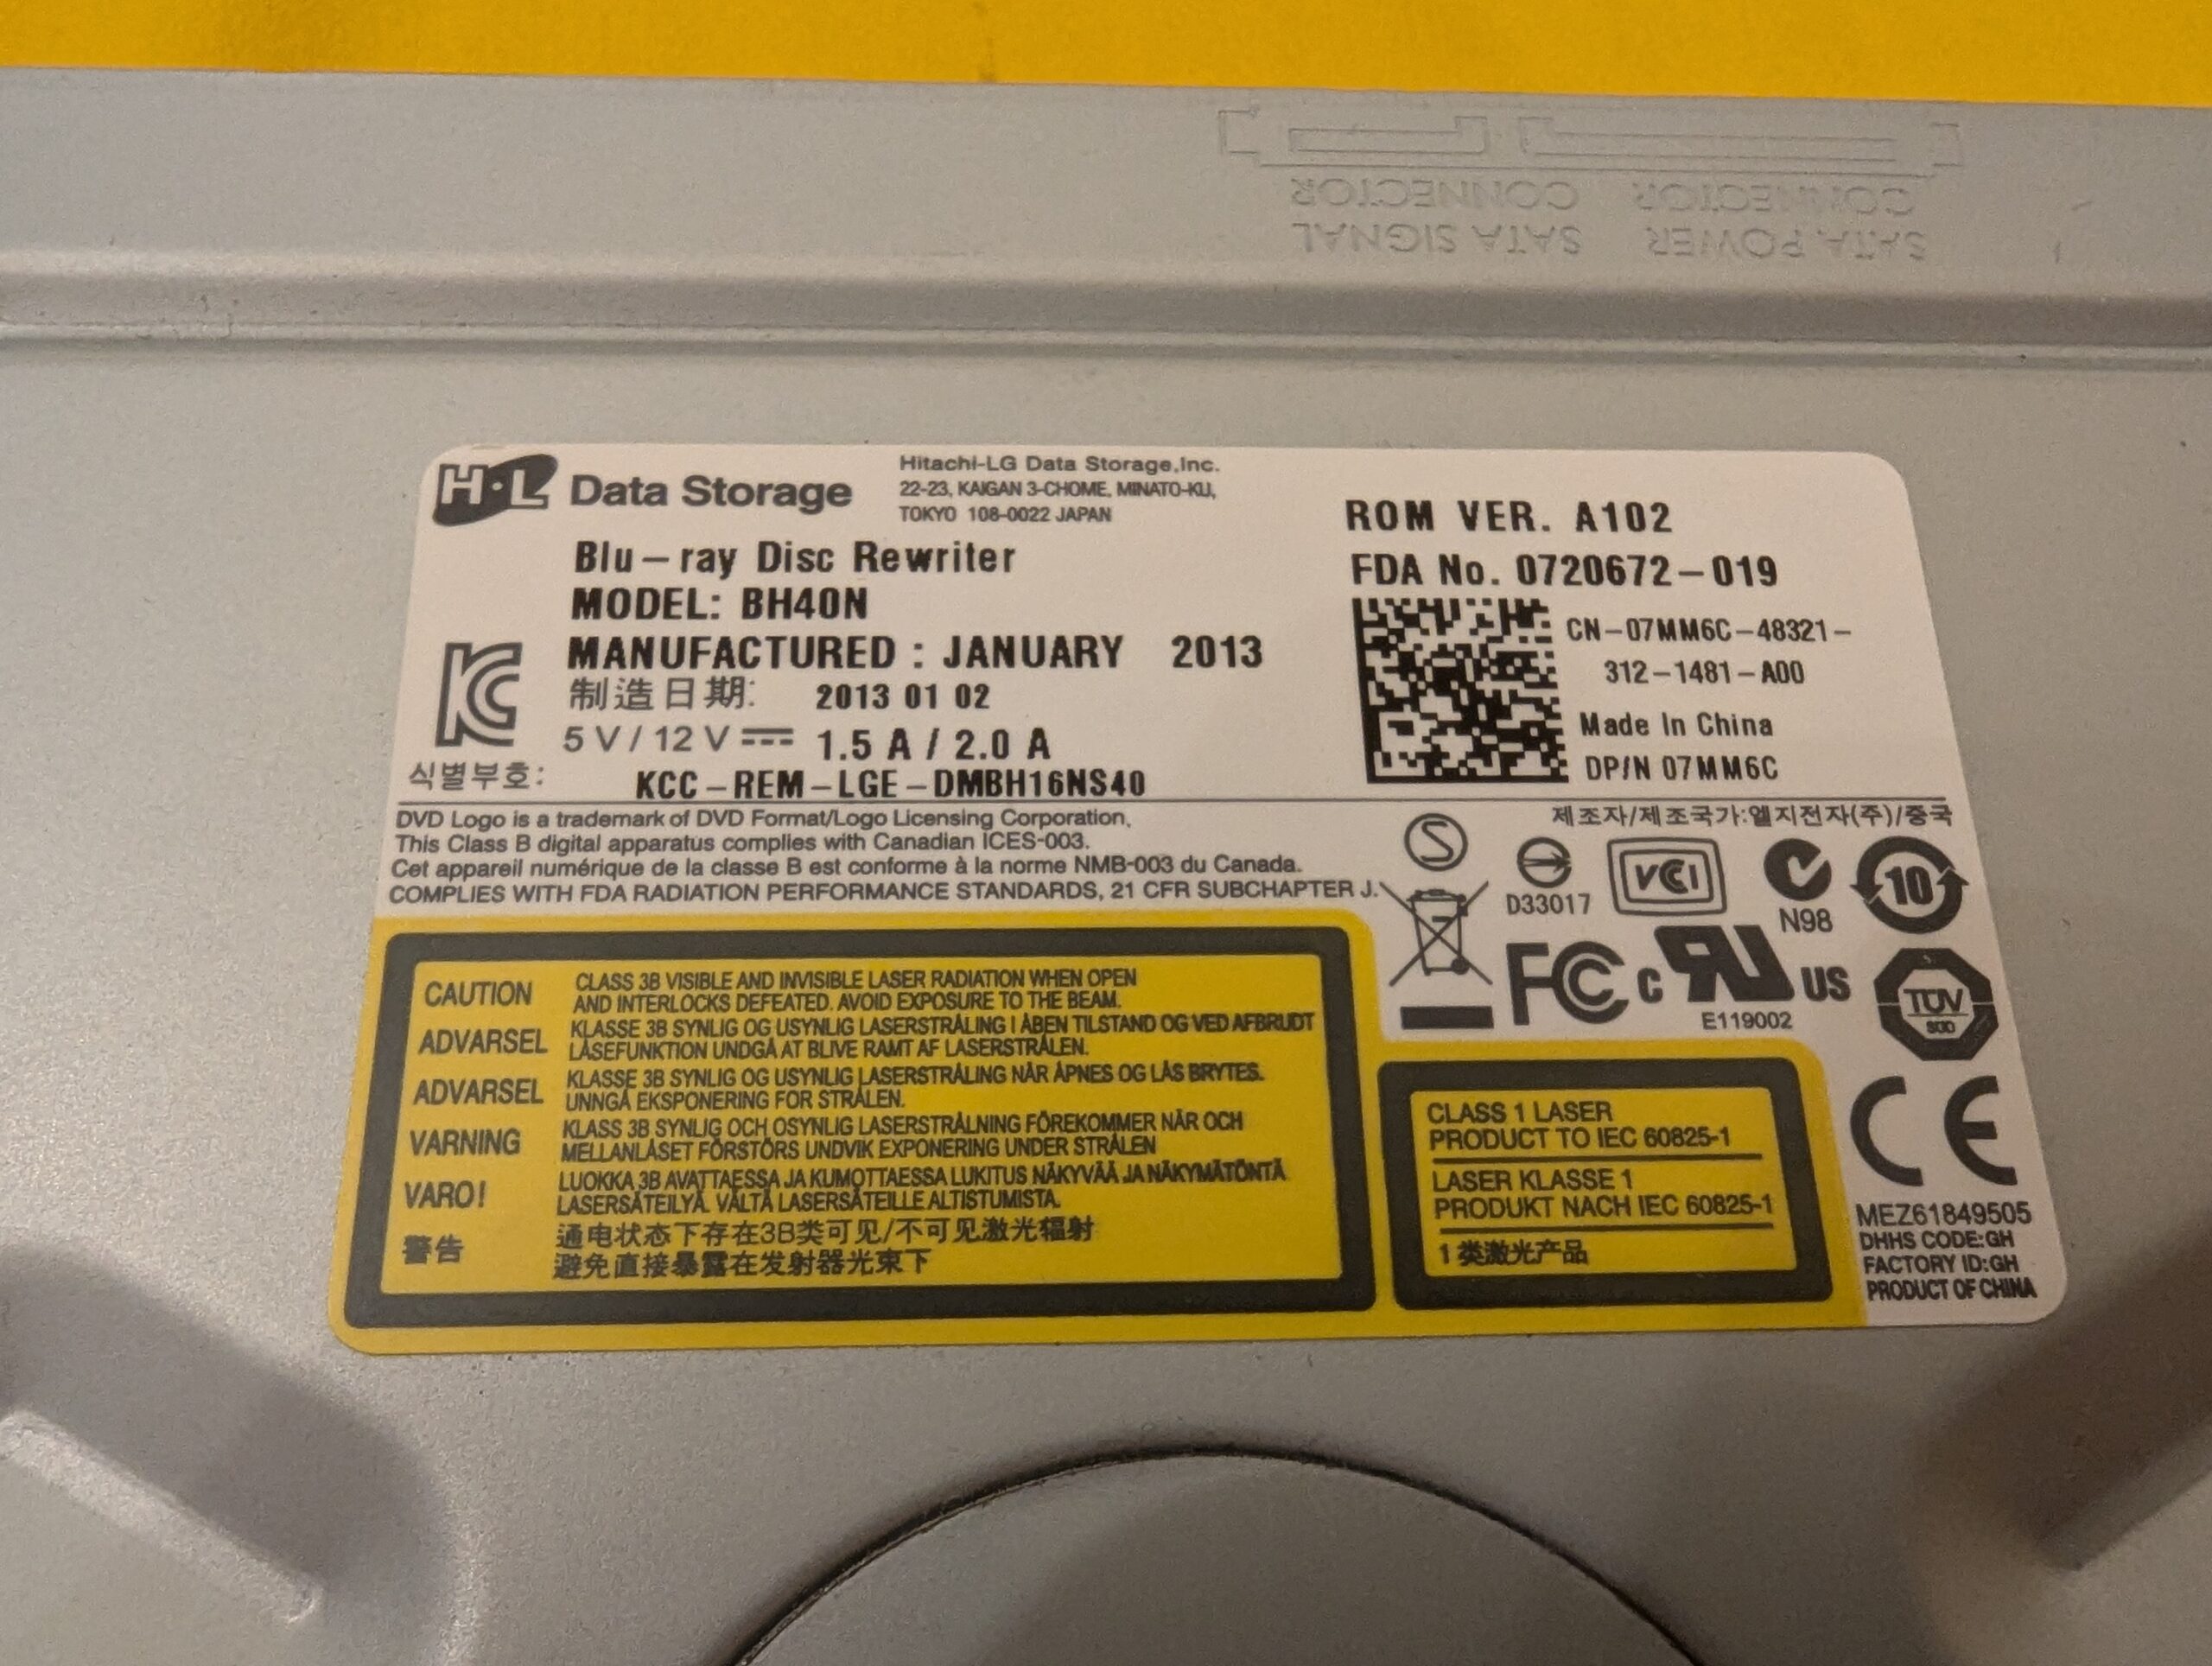 SATA SIGNAL CONNECTOR
SATA POWER CONNECTOR
H·L Data Storage
Hitachi-LG Data Storage,Inc.
22-23, KAIGAN 3-CHOME, MINATO-KU,
TOKYO 108-0022 JAPAN
Blu-ray Disc Rewriter
MODEL: BH40N
MANUFACTURED : JANUARY 2013
制造日期: 2013 01 02
5 V / 12 V 1.5 A / 2.0 A
식별부호: KCC-REM-LGE-DMBH16NS40
ROM VER. A102
FDA No. 0720672-019
CN-07MM6C-48321-
312-1481-A00
Made In China
DP/N 07MM6C
DVD Logo is a trademark of DVD Format/Logo Licensing Corporation,
This Class B digital apparatus complies with Canadian ICES-003.
Cet appareil numérique de la classe B est conforme à la norme NMB-003 du Canada.
COMPLIES WITH FDA RADIATION PERFORMANCE STANDARDS, 21 CFR SUBCHAPTER J.
제조자/제조국가:엘지전자(주)/중국
S
D33017
VCCI
N98
10
FCC
c RU US
E119002
TÜV
SÜD
CE
CAUTION CLASS 3B VISIBLE AND INVISIBLE LASER RADIATION WHEN OPEN
AND INTERLOCKS DEFEATED. AVOID EXPOSURE TO THE BEAM.
ADVARSEL KLASSE 3B SYNLIG OG USYNLIG LASERSTRÅLING I ÅBEN TILSTAND OG VED AFBRUDT
LÅSEFUNKTION UNDGÅ AT BLIVE RAMT AF LASERSTRÅLEN.
ADVARSEL KLASSE 3B SYNLIG OG USYNLIG LASERSTRÅLING NÅR ÅPNES OG LÅS BRYTES.
UNNGÅ EKSPONERING FOR STRÅLEN.
VARNING KLASS 3B SYNLIG OCH OSYNLIG LASERSTRÅLNING FÖREKOMMER NÄR OCH
MELLANLÅSET FÖRSTÖRS UNDVIK EXPONERING UNDER STRÅLEN
VARO! LUOKKA 3B AVATTAESSA JA KUMOTTAESSA LUKITUS NÄKYVÄÄ JA NÄKYMÄTÖNTÄ
LASERSÄTEILYÄ. VÄLTÄ LASERSÄTEILLE ALTISTUMISTA.
警告 通电状态下存在3B类可见/不可见激光辐射
避免直接暴露在发射器光束下
CLASS 1 LASER
PRODUCT TO IEC 60825-1
LASER KLASSE 1
PRODUKT NACH IEC 60825-1
1 类激光产品
MEZ61849505
DHHS CODE:GH
FACTORY ID:GH
PRODUCT OF CHINA